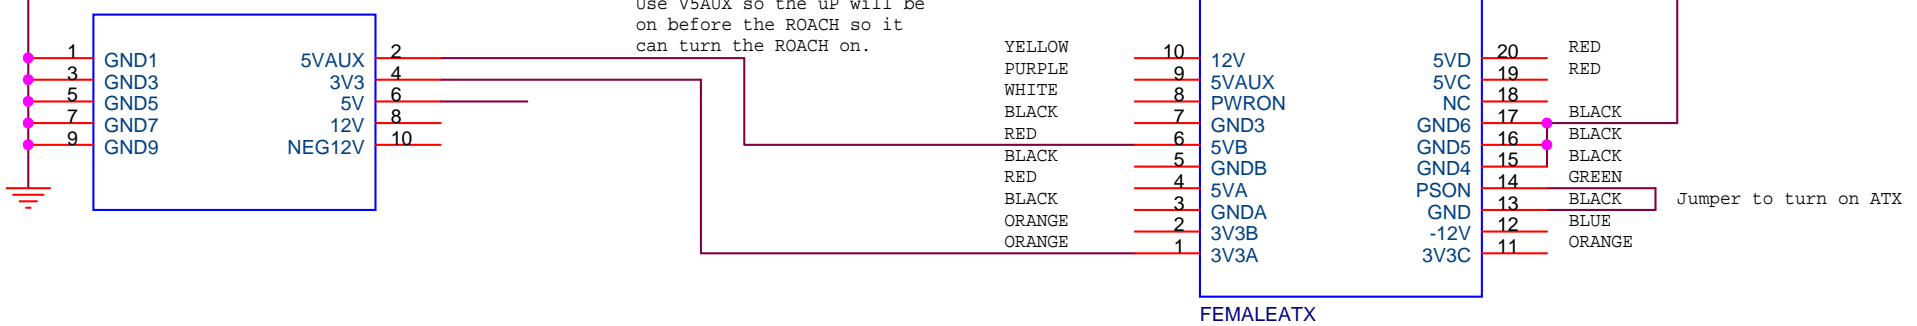 Use V5AUX so the uP will be
on before the ROACH so it
can turn the ROACH on.
1 GND1 5VAUX 2
3 GND3 3V3 4
5 GND5 5V 6
7 GND7 12V 8
9 GND9 NEG12V 10
YELLOW 10 12V 5VD 20 RED
PURPLE 9 5VAUX 5VC 19 RED
WHITE 8 PWRON NC 18
BLACK 7 GND3 GND6 17 BLACK
RED 6 5VB GND5 16 BLACK
BLACK 5 GNDB GND4 15 BLACK
RED 4 5VA PSON 14 GREEN
BLACK 3 GNDA GND 13 BLACK
Jumper to turn on ATX
ORANGE 2 3V3B -12V 12 BLUE
ORANGE 1 3V3A 3V3C 11 ORANGE
FEMALEATX